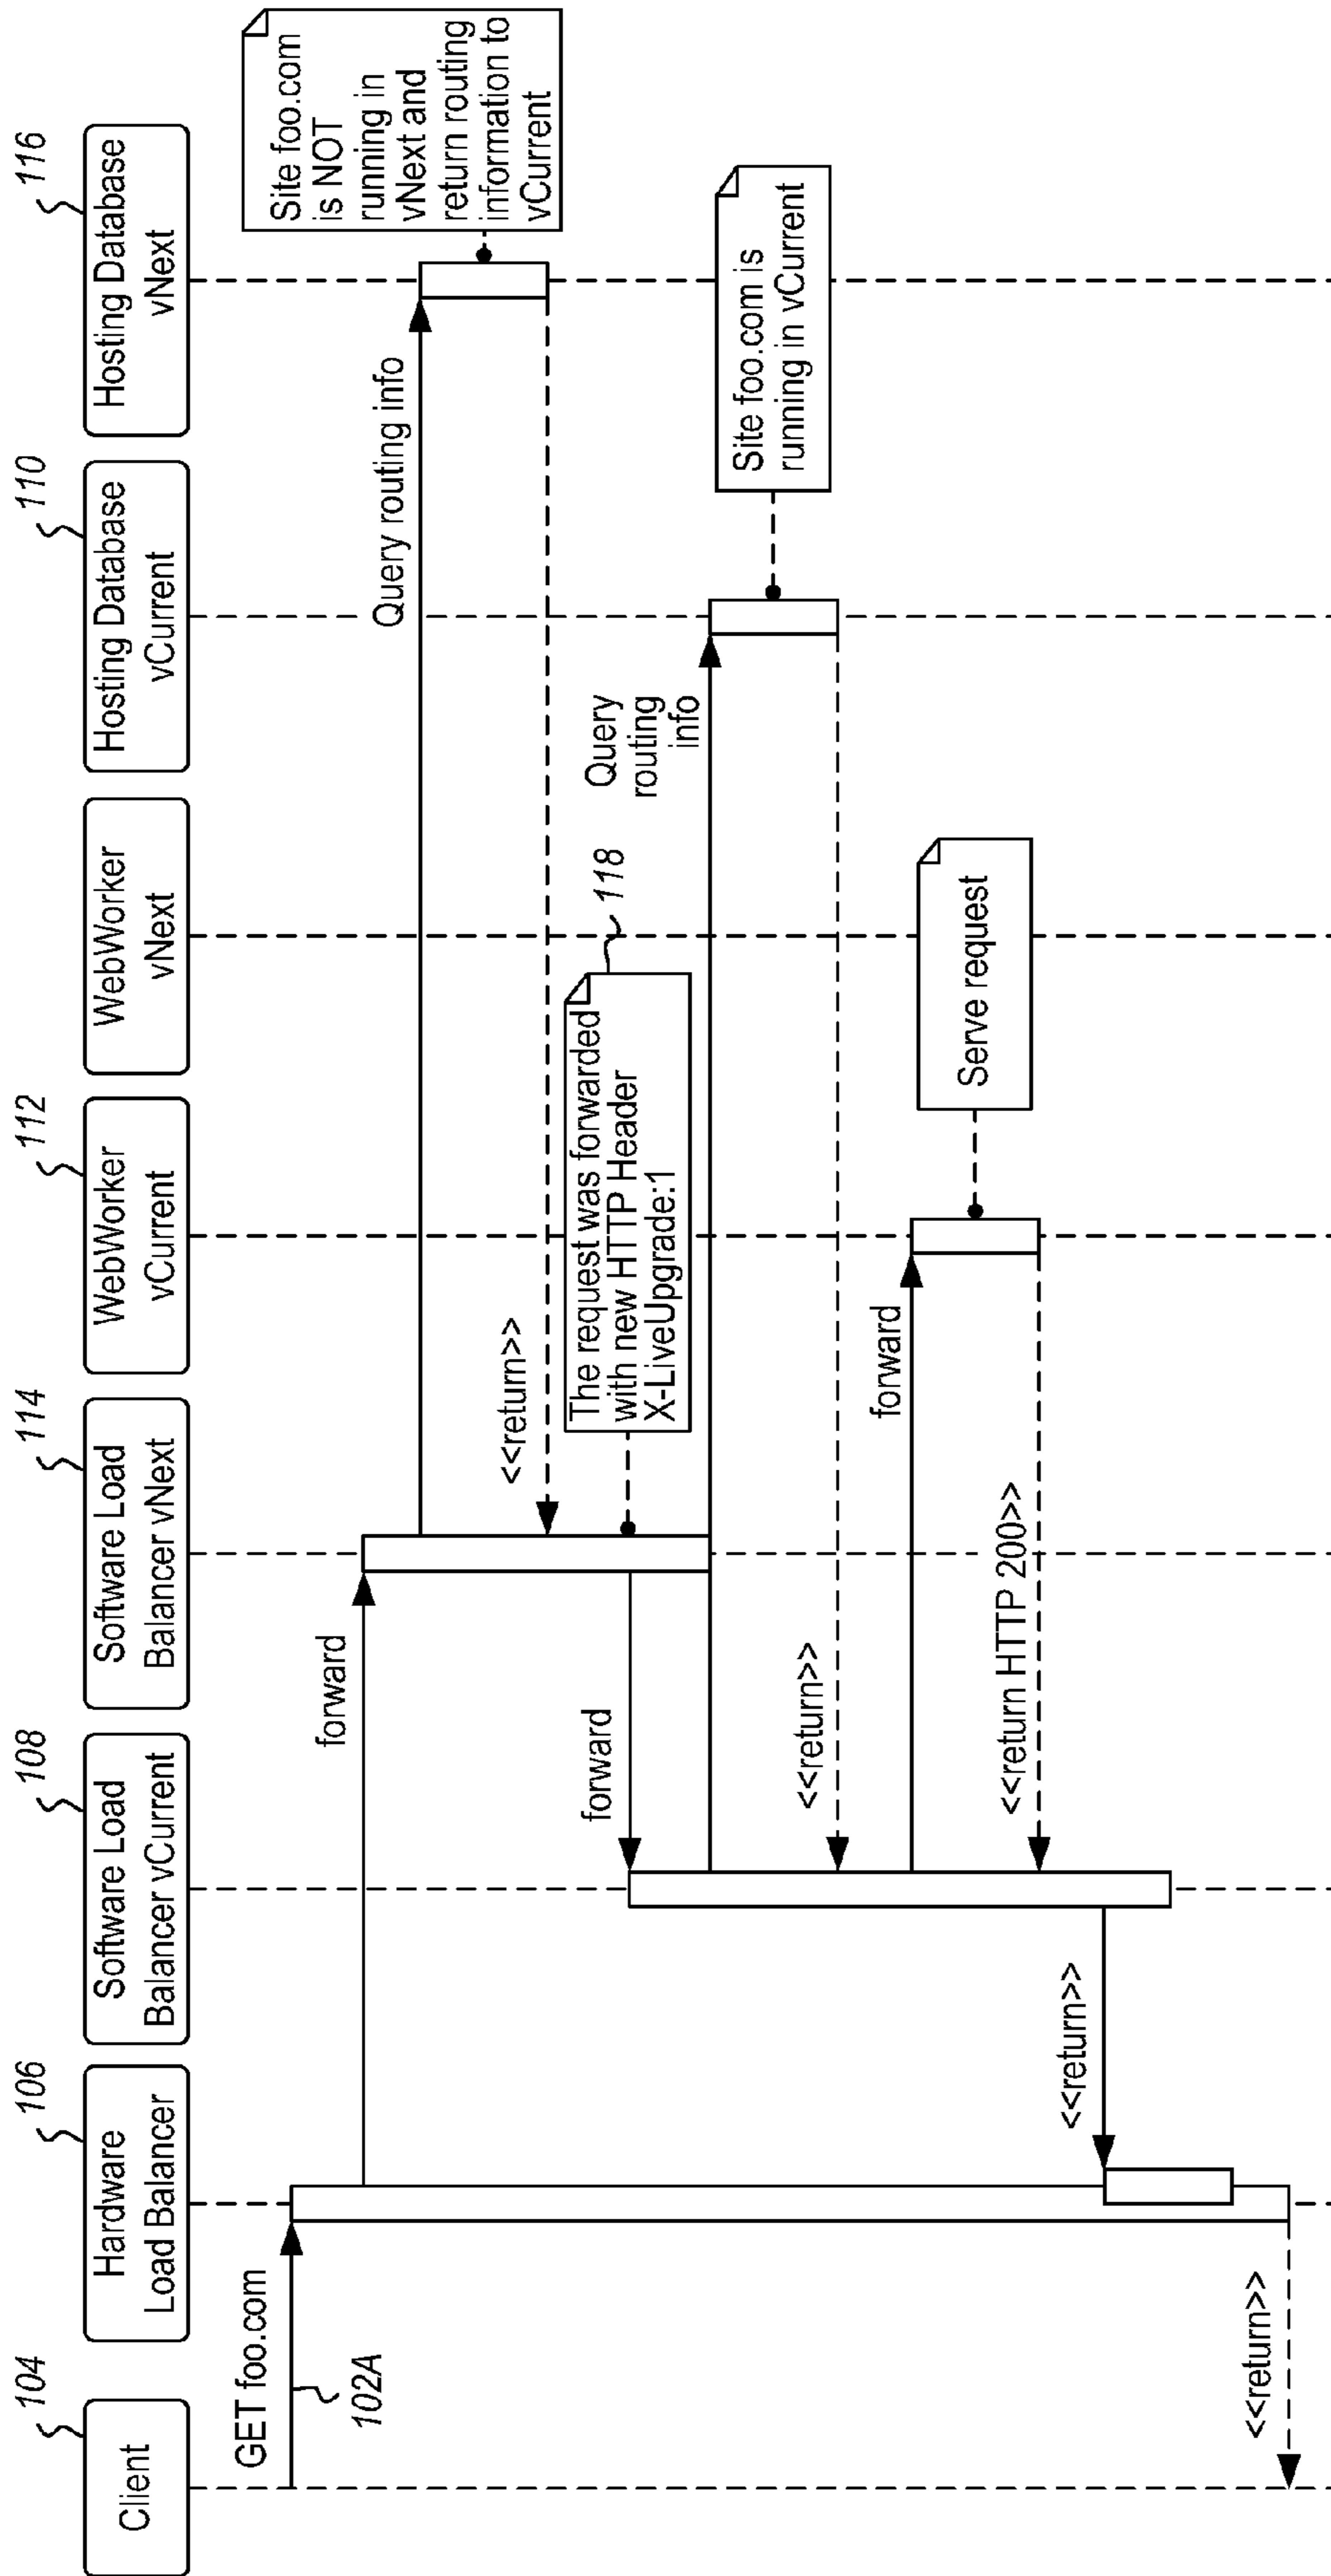 104
Client
106
Hardware
Load Balancer
108
Software Load
Balancer vCurrent
114
Software Load
Balancer vNext
112
WebWorker
vCurrent
WebWorker
vNext
110
Hosting Database
vCurrent
116
Hosting Database
vNext
GET foo.com
102A
forward
Query routing info
Site foo.com
is NOT
running in
vNext and
return routing
information to
vCurrent
<<return>>
The request was forwarded
with new HTTP Header
X-LiveUpgrade:1
118
forward
Query
routing
info
Site foo.com is
running in vCurrent
<<return>>
forward
Serve request
<<return HTTP 200>>
<<return>>
<<return>>